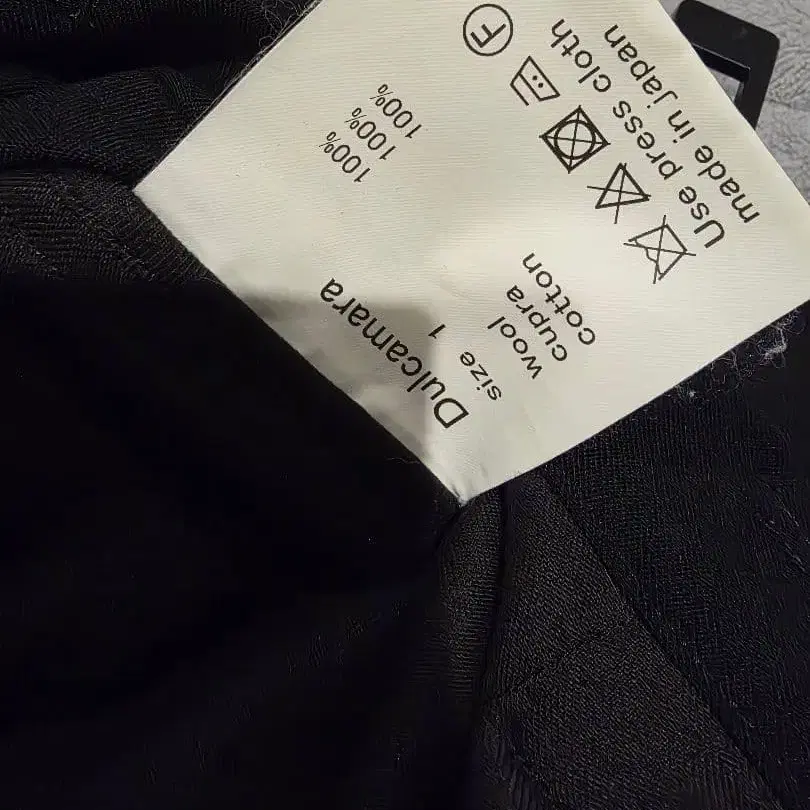 Dulcamara
size 1
wool 100%
cupra 100%
cotton 100%
F
Use press cloth
made in japan